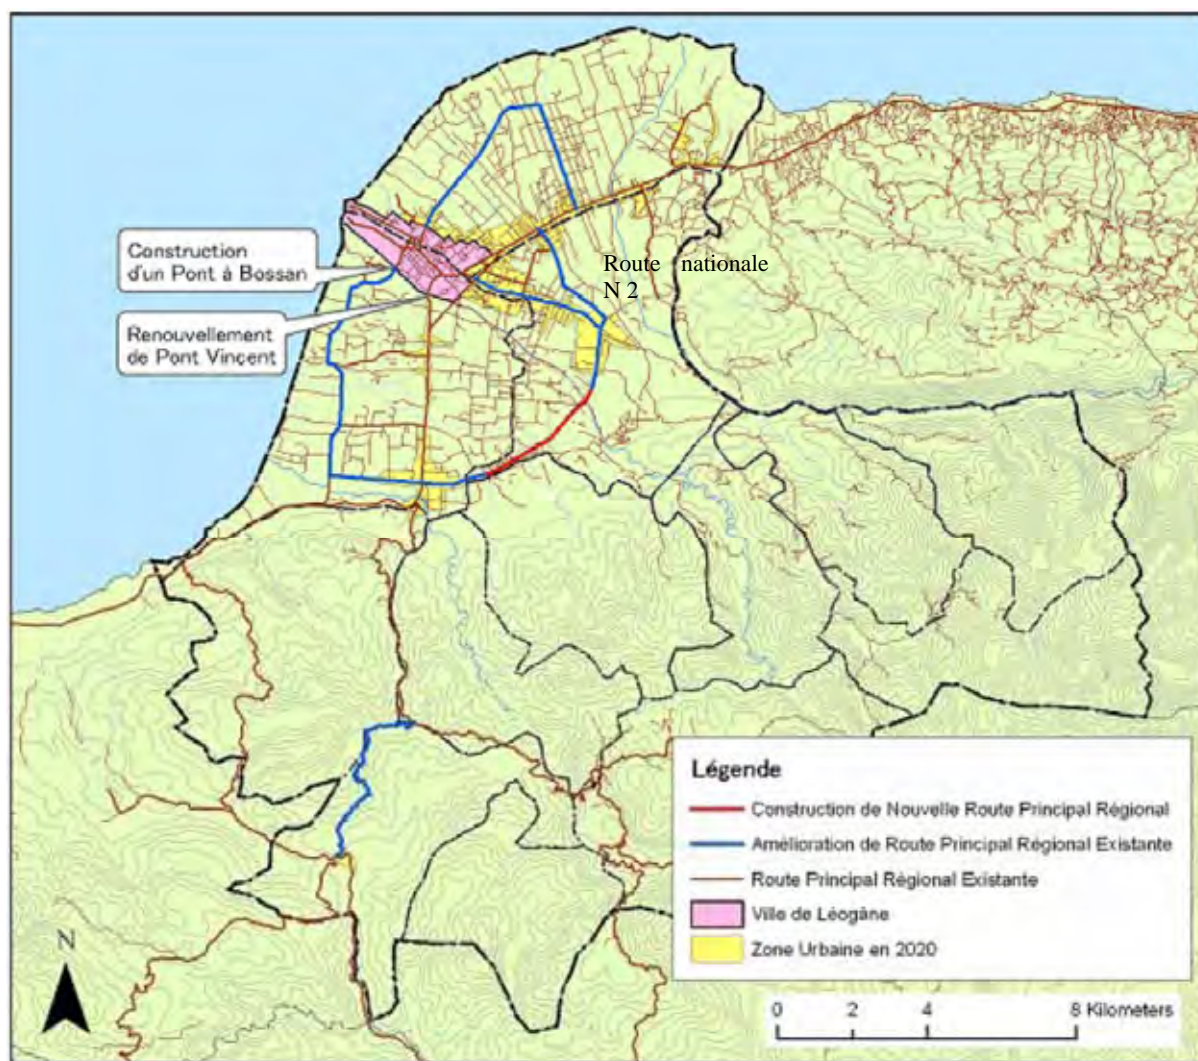 Construction
d'un Pont à Bossan
Renouvellement
de Pont Vinçent
Route nationale
N 2
Légende
Construction de Nouvelle Route Principal Régional
Amélioration de Route Principal Régional Existante
Route Principal Régional Existante
Ville de Léogâne
Zone Urbaine en 2020
N
0 2 4 8 Kilometers